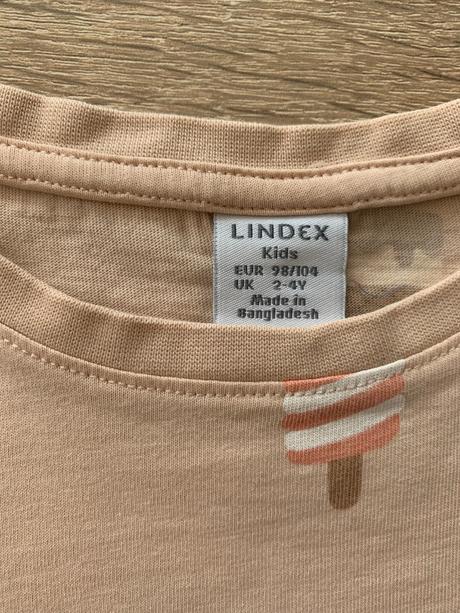 LINDEX
Kids
EUR 98/104
UK 2-4Y
Made in
Bangladesh